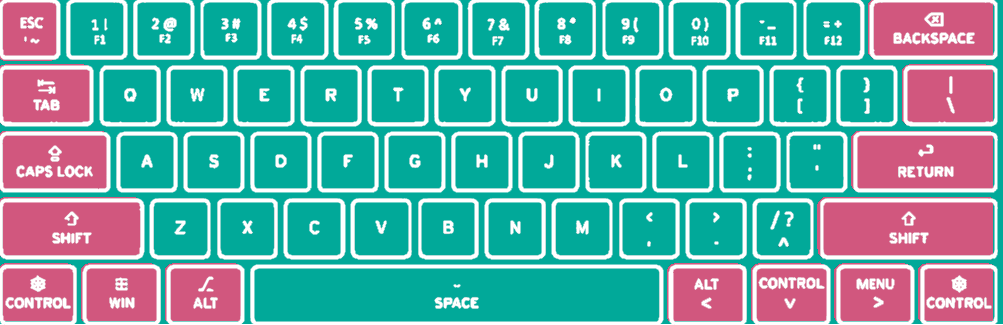 ESC 1! 2@ 3# 4$ 5% 6^ 7& 8* 9( 0) -_ =+
'~ F1 F2 F3 F4 F5 F6 F7 F8 F9 F10 F11 F12 BACKSPACE
TAB Q W E R T Y U I O P { [ } ] | \
CAPS LOCK A S D F G H J K L : ; " ' RETURN
SHIFT Z X C V B N M < , > . /? ^ SHIFT
CONTROL WIN ALT SPACE ALT < CONTROL v MENU > CONTROL